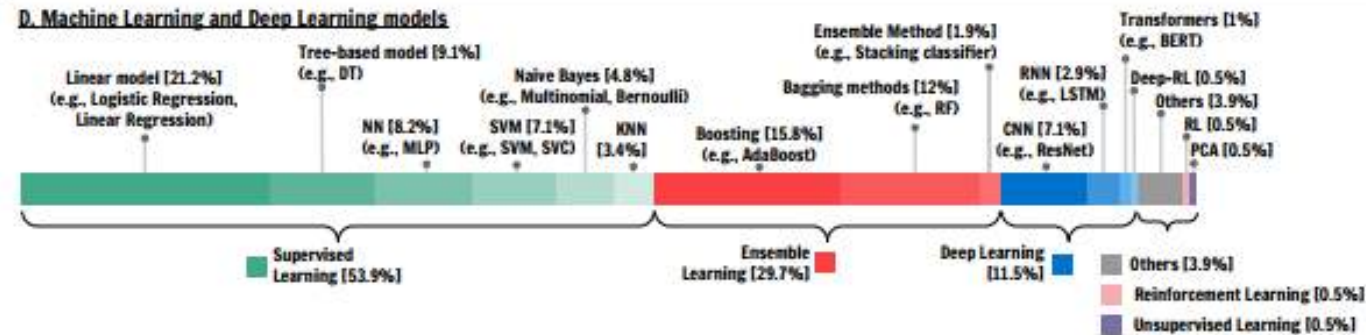 D. Machine Learning and Deep Learning models
Linear model [21.2%]
(e.g., Logistic Regression,
Linear Regression)
Tree-based model [9.1%]
(e.g., DT)
NN [8.2%]
(e.g., MLP)
SVM [7.1%]
(e.g., SVM, SVC)
Naive Bayes [4.8%]
(e.g., Multinomial, Bernoulli)
KNN
[3.4%]
Boosting [15.8%]
(e.g., AdaBoost)
Bagging methods [12%]
(e.g., RF)
Ensemble Method [1.9%]
(e.g., Stacking classifier)
CNN [7.1%]
(e.g., ResNet)
RNN [2.9%]
(e.g., LSTM)
Transformers [1%]
(e.g., BERT)
Deep-RL [0.5%]
Others [3.9%]
RL [0.5%]
PCA [0.5%]
Supervised
Learning [53.9%]
Ensemble
Learning [29.7%]
Deep Learning
[11.5%]
Others [3.9%]
Reinforcement Learning [0.5%]
Unsupervised Learning [0.5%]